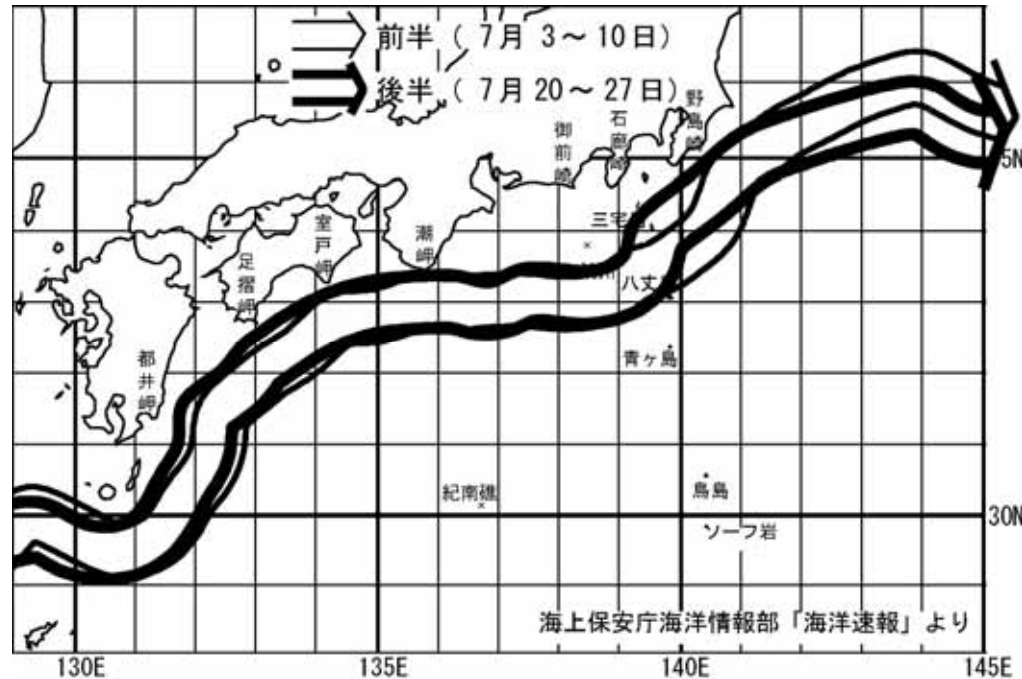 前半 ( 7月 3～10日)
後半 ( 7月 20～27日)
野島崎
石廊崎
御前崎
5N
三宅島
潮岬
室戸岬
足摺岬
八丈
青ヶ島
都井岬
紀南礁
鳥島
30N
ソーフ岩
海上保安庁海洋情報部「海洋速報」より
130E 135E 140E 145E